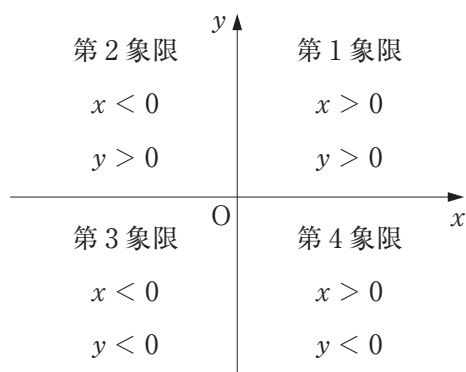 y
第2象限
x < 0
y > 0
第1象限
x > 0
y > 0
O
x
第3象限
x < 0
y < 0
第4象限
x > 0
y < 0